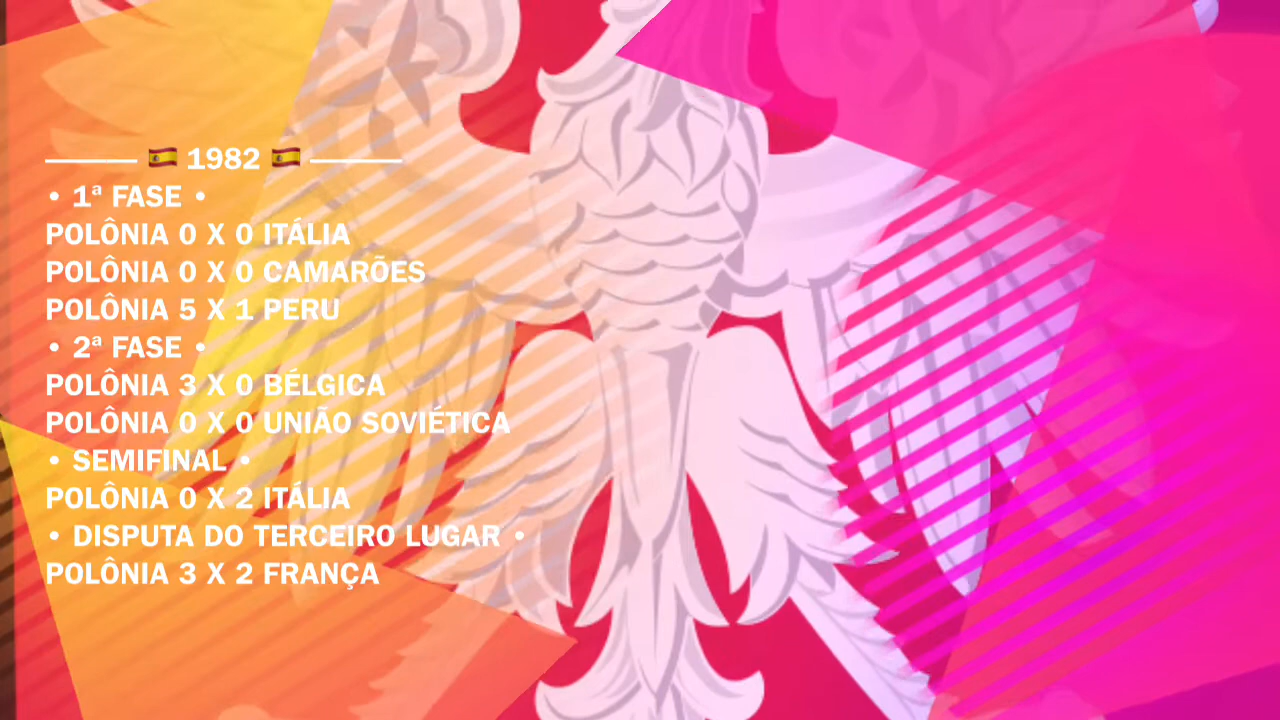 ——— 🇪🇸 1982 🇪🇸 ———
• 1ª FASE •
POLÔNIA 0 X 0 ITÁLIA
POLÔNIA 0 X 0 CAMARÕES
POLÔNIA 5 X 1 PERU
• 2ª FASE •
POLÔNIA 3 X 0 BÉLGICA
POLÔNIA 0 X 0 UNIÃO SOVIÉTICA
• SEMIFINAL •
POLÔNIA 0 X 2 ITÁLIA
• DISPUTA DO TERCEIRO LUGAR •
POLÔNIA 3 X 2 FRANÇA